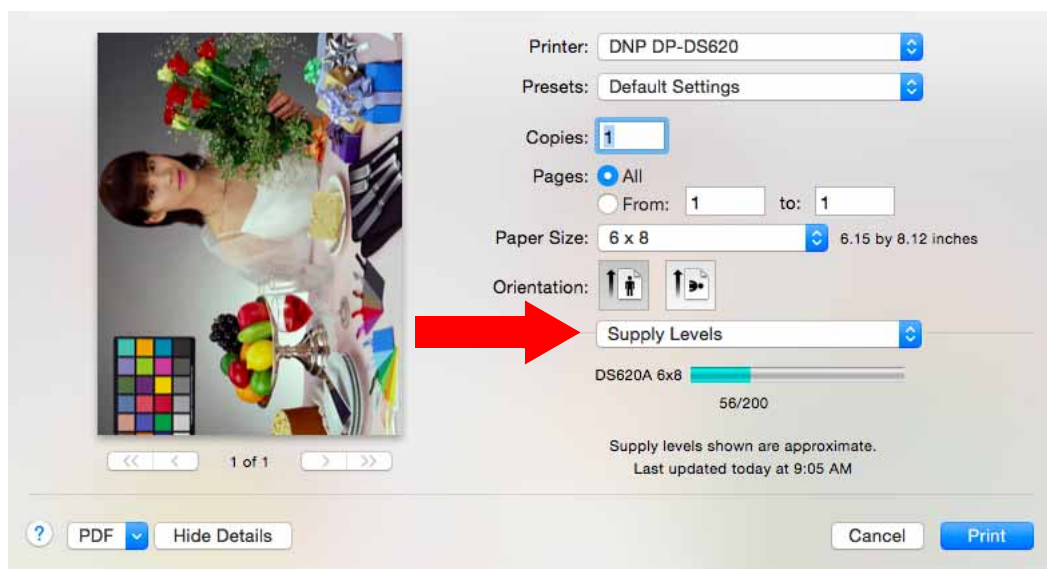 Printer: DNP DP-DS620
Presets: Default Settings
Copies: 1
Pages: All
From: 1 to: 1
Paper Size: 6 x 8 6.15 by 8.12 inches
Orientation:
Supply Levels
DS620A 6x8
56/200
Supply levels shown are approximate.
Last updated today at 9:05 AM
<< < 1 of 1 > >>
? PDF Hide Details Cancel Print